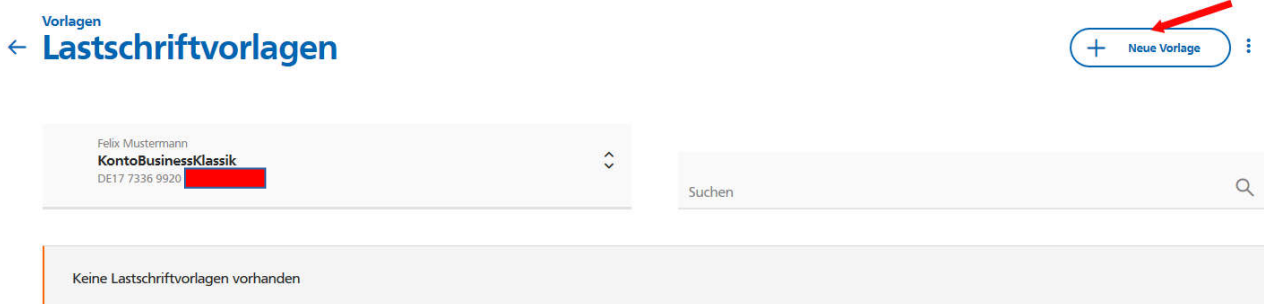 Vorlagen
Lastschriftvorlagen
Neue Vorlage
Felix Mustermann
KontoBusinessKlassik
DE17 7336 9920
Suchen
Keine Lastschriftvorlagen vorhanden